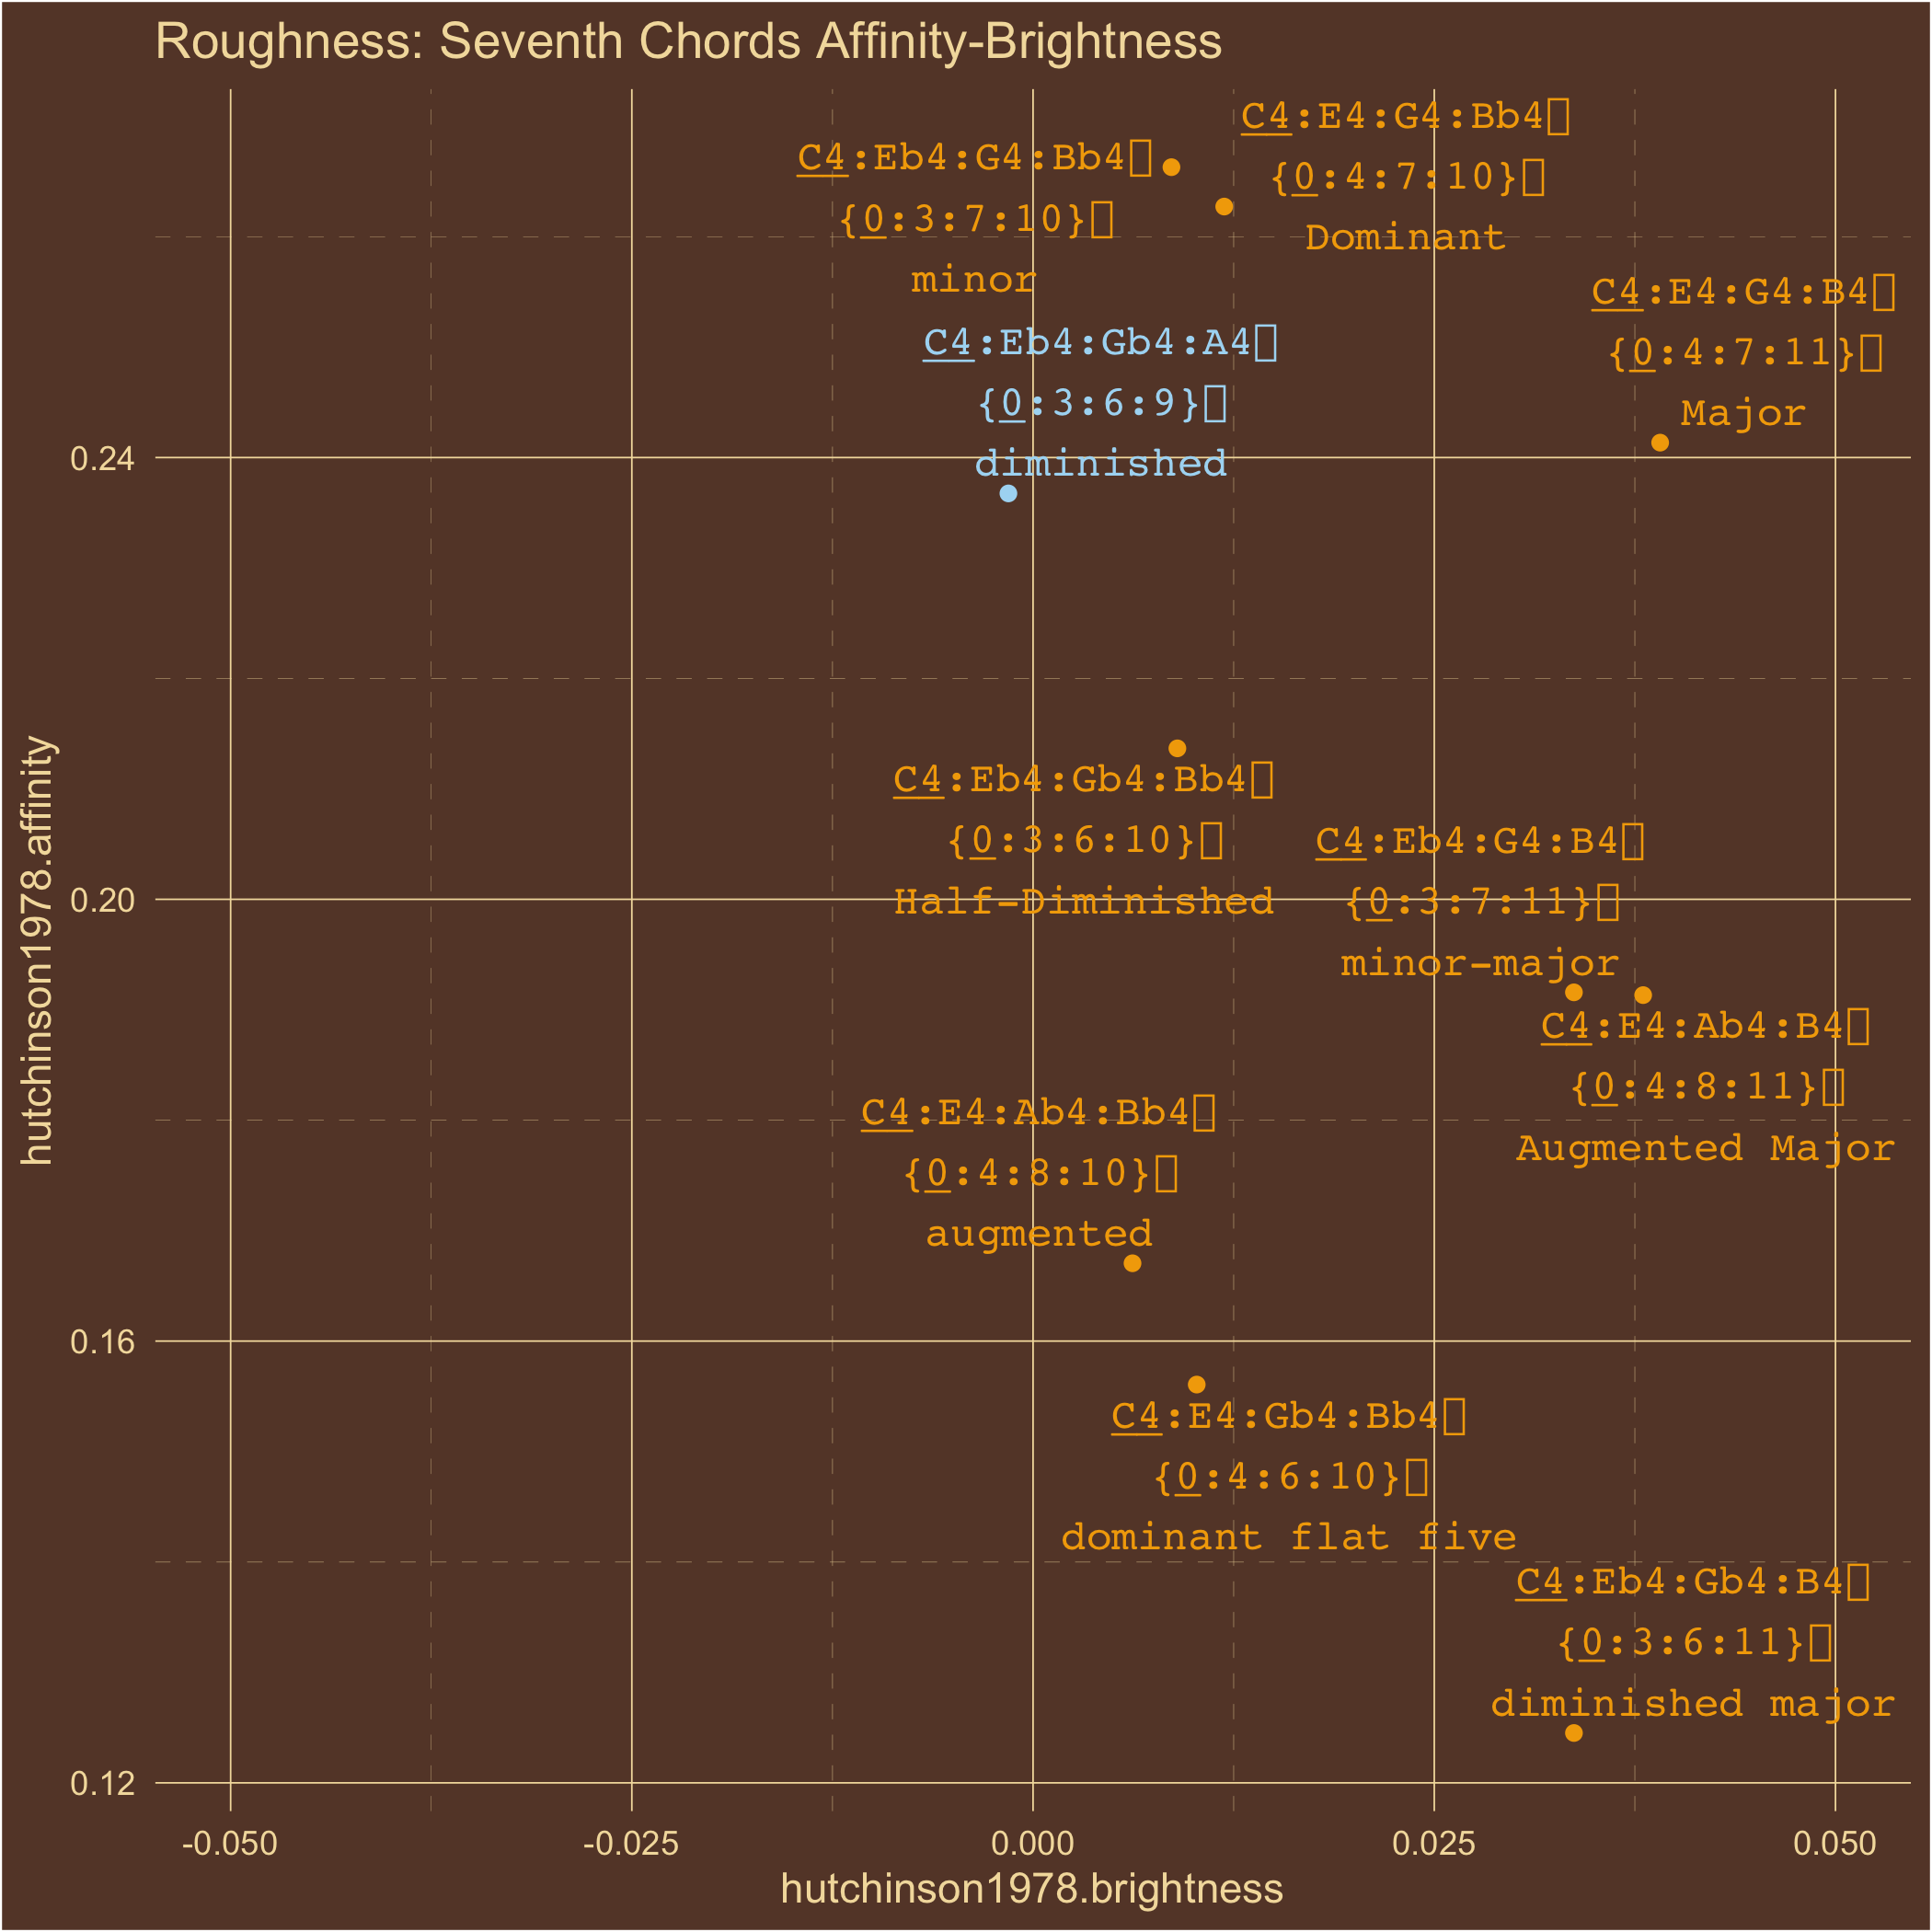 Roughness: Seventh Chords Affinity-Brightness
C4:E4:G4:Bb4
{0:4:7:10}
Dominant
C4:Eb4:G4:Bb4
{0:3:7:10}
minor
C4:E4:G4:B4
{0:4:7:11}
Major
C4:Eb4:Gb4:A4
{0:3:6:9}
diminished
C4:Eb4:Gb4:Bb4
{0:3:6:10}
Half-Diminished
C4:Eb4:G4:B4
{0:3:7:11}
minor-major
C4:E4:Ab4:B4
{0:4:8:11}
Augmented Major
C4:E4:Ab4:Bb4
{0:4:8:10}
augmented
C4:E4:Gb4:Bb4
{0:4:6:10}
dominant flat five
C4:Eb4:Gb4:B4
{0:3:6:11}
diminished major
hutchinson1978.affinity
0.24
0.20
0.16
0.12
-0.050
-0.025
0.000
0.025
0.050
hutchinson1978.brightness